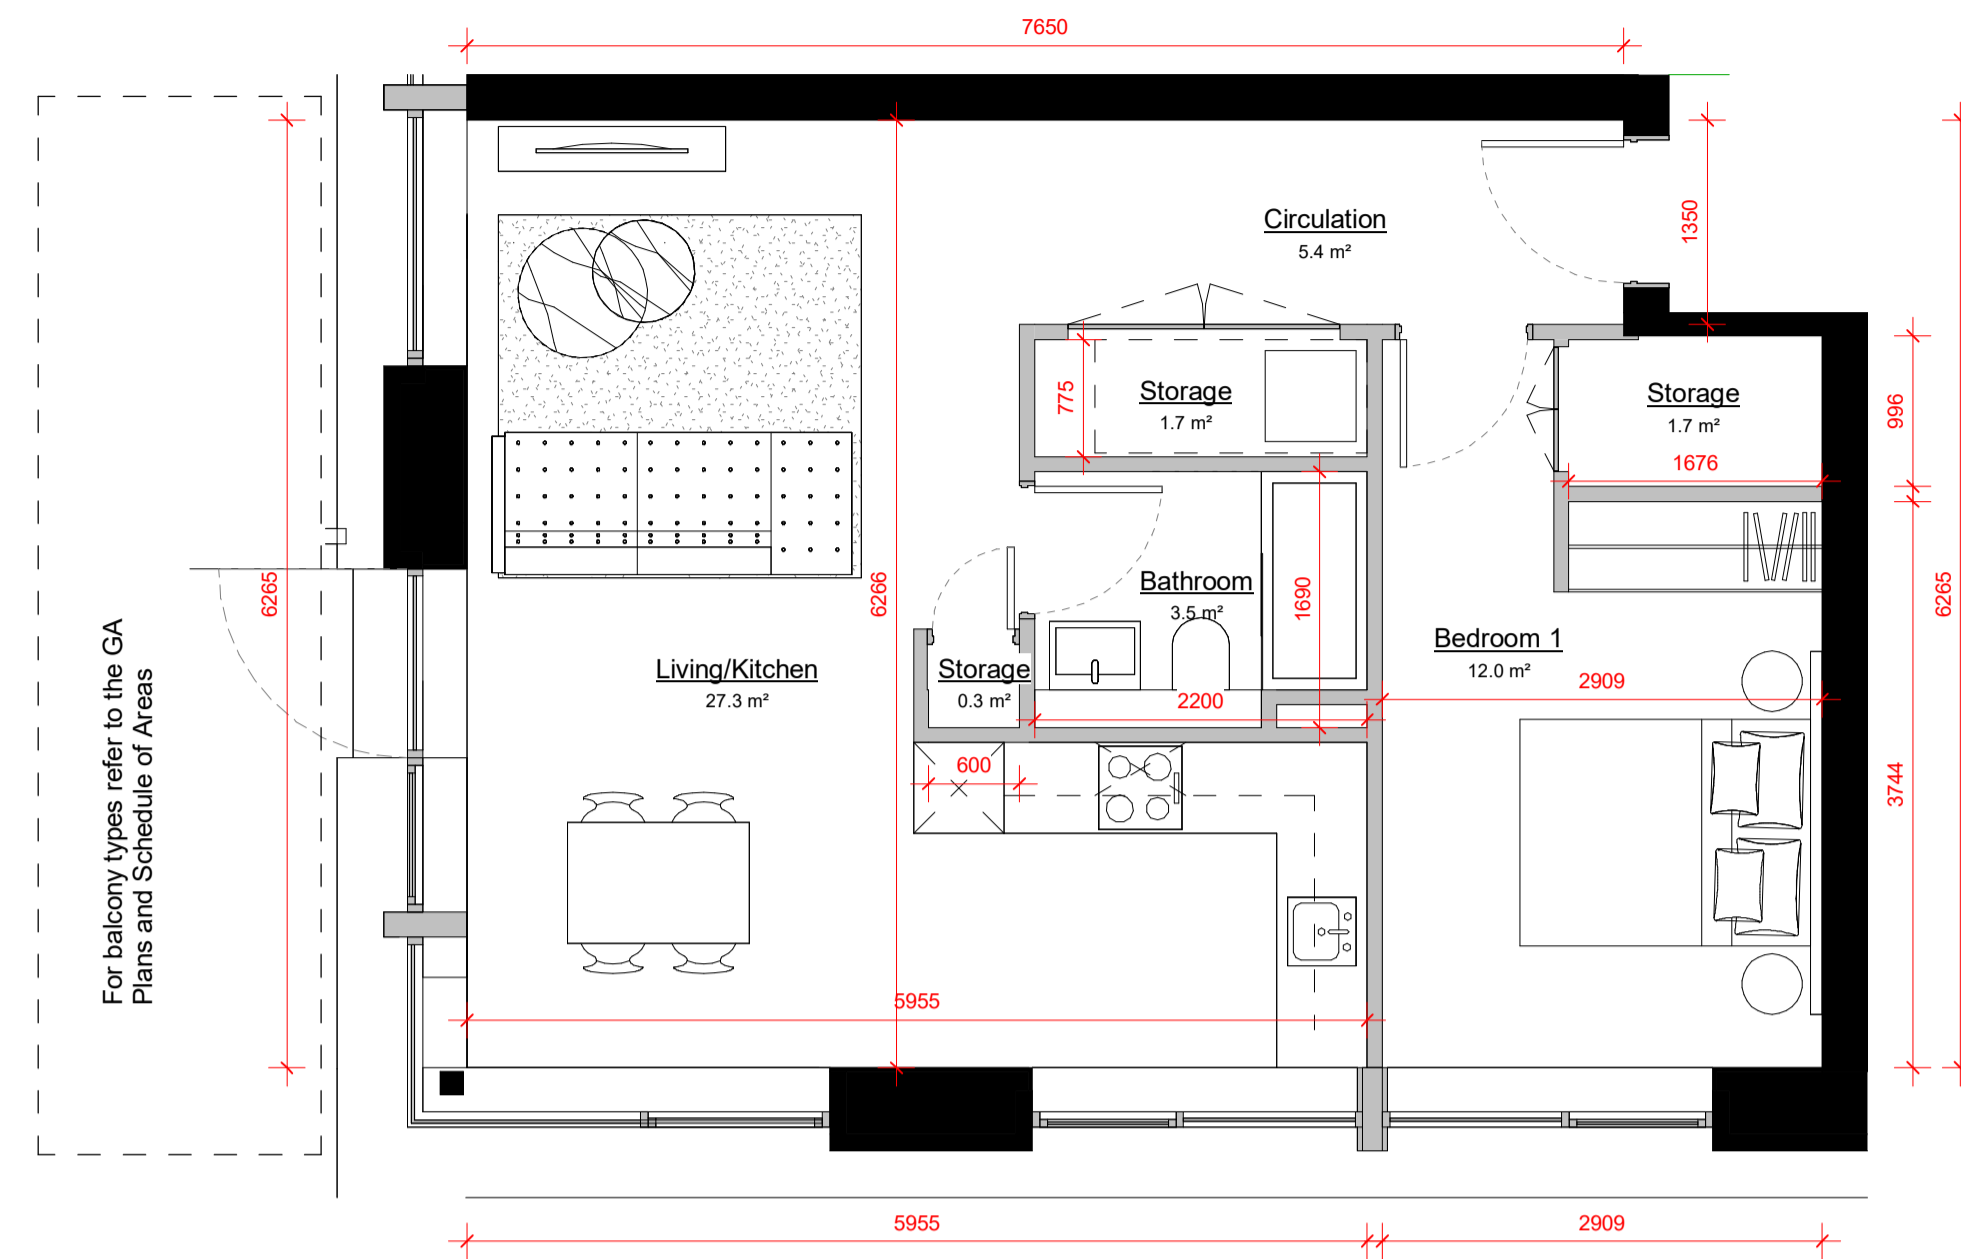 7650
Circulation
5.4 m²
1350
775
Storage
1.7 m²
Storage
1.7 m²
996
1676
6265
6266
Bathroom
3.5 m²
1690
6265
For balcony types refer to the GA
Plans and Schedule of Areas
Living/Kitchen
27.3 m²
Storage
0.3 m²
2200
Bedroom 1
12.0 m²
2909
600
3744
5955
5955
2909